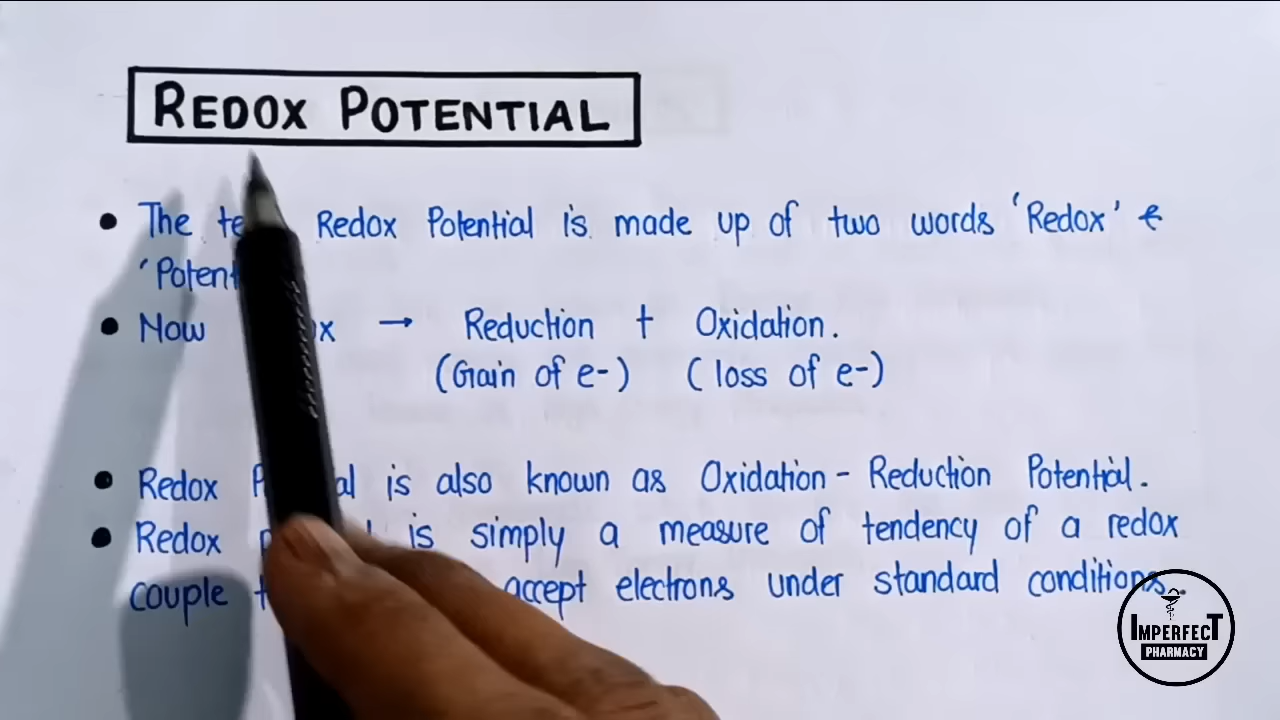 REDOX POTENTIAL
• The Redox Potential is made up of two words ‘Redox’ &
‘Potent
• Now → Reduction + Oxidation.
(Gain of e-) (loss of e-)
• Redox is also known as Oxidation - Reduction Potential.
• Redox is simply a measure of tendency of a redox
couple accept electrons under standard conditions.
IMPERFECT
PHARMACY